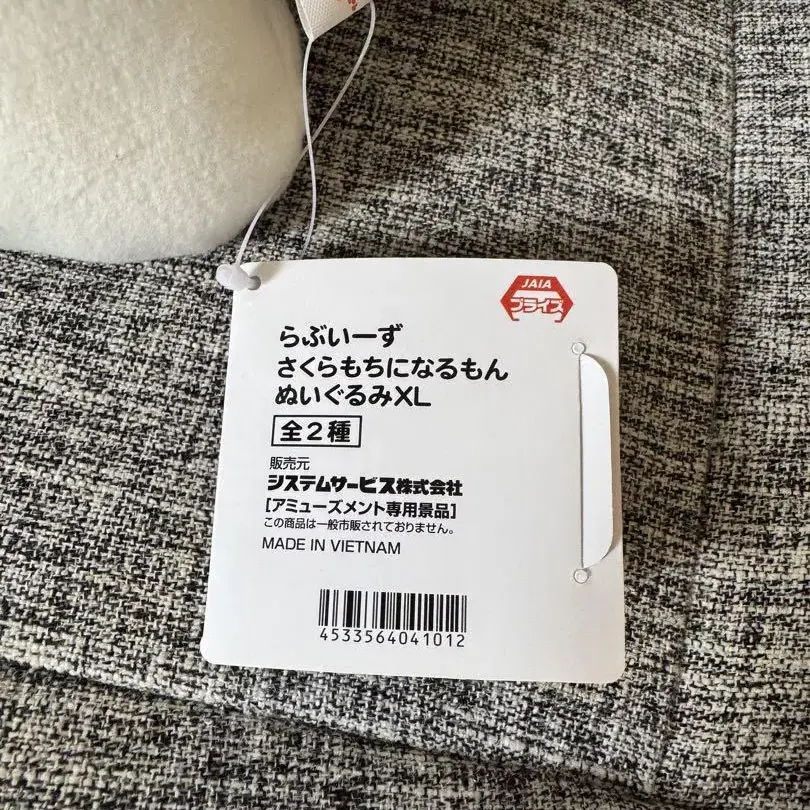 JAIA
プライズ
らぶいーず
さくらもちになるもん
ぬいぐるみXL
全2種
販売元
システムサービス株式会社
[アミューズメント専用景品]
この商品は一般市販されておりません。
MADE IN VIETNAM
4533564041012